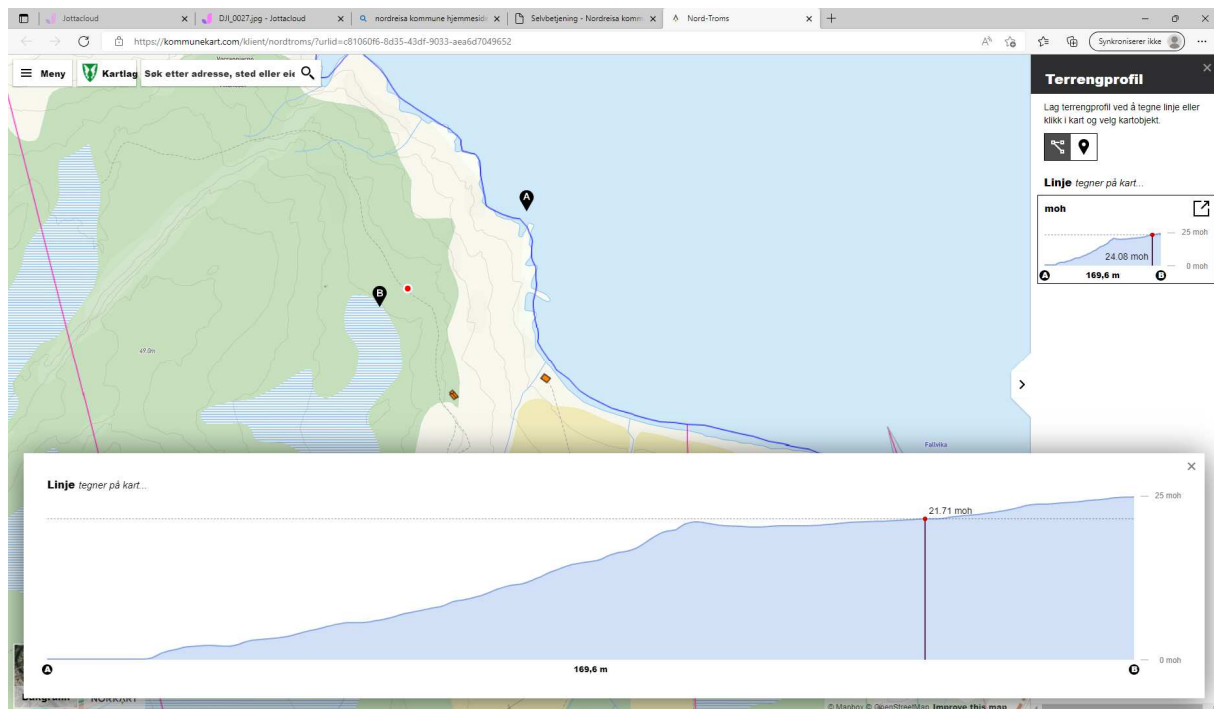 Jottacloud
DJI_0027.jpg - Jottacloud
nordreisa kommune hjemmesid
Selvbetjening - Nordreisa komm
Nord-Troms
https://kommunekart.com/klient/nordtroms/?urlid=c81060f6-8d35-43df-9033-aea6d7049652
Synkroniserer ikke
Meny
Kartlag
Søk etter adresse, sted eller eie
Terrengprofil
Lag terrengprofil ved å tegne linje eller
klikk i kart og velg kartobjekt.
Linje tegner på kart...
moh
25 moh
24.08 moh
0 moh
A
169,6 m
B
A
B
49.0m
Fallvika
Linje tegner på kart...
25 moh
21.71 moh
0 moh
A
169,6 m
B
NORKART
© Mapbox © OpenStreetMap Improve this map